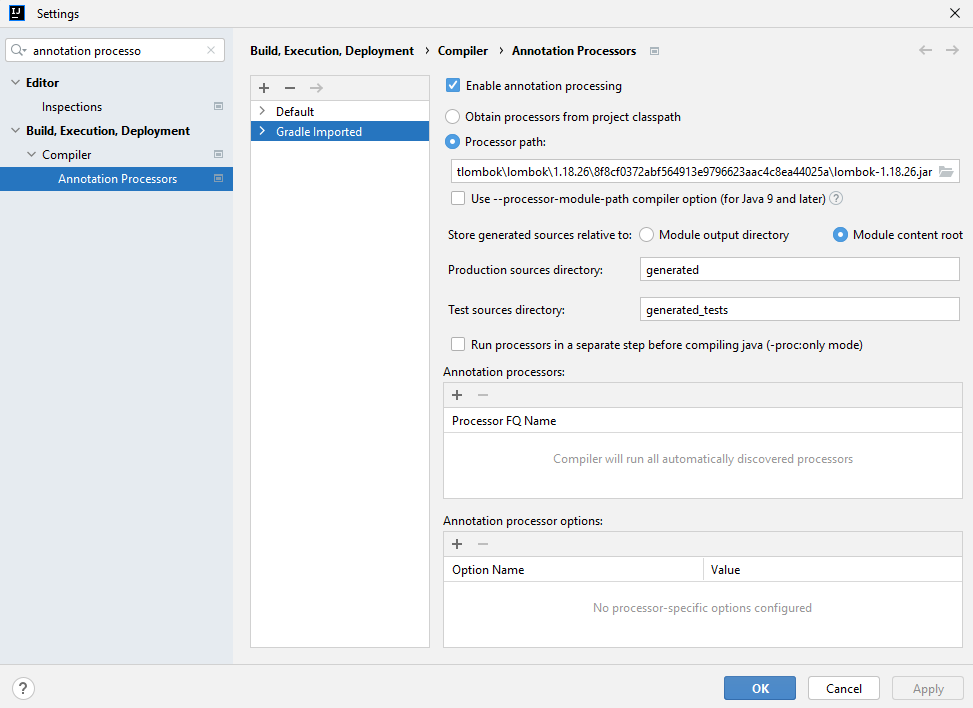 Settings
annotation processo
Editor
Inspections
Build, Execution, Deployment
Compiler
Annotation Processors
Build, Execution, Deployment › Compiler › Annotation Processors
Default
Gradle Imported
Enable annotation processing
Obtain processors from project classpath
Processor path:
tlombok\lombok\1.18.26\8f8cf0372abf564913e9796623aac4c8ea44025a\lombok-1.18.26.jar
Use --processor-module-path compiler option (for Java 9 and later) ?
Store generated sources relative to: Module output directory Module content root
Production sources directory: generated
Test sources directory: generated_tests
Run processors in a separate step before compiling java (-proc:only mode)
Annotation processors:
Processor FQ Name
Compiler will run all automatically discovered processors
Annotation processor options:
Option Name Value
No processor-specific options configured
? OK Cancel Apply